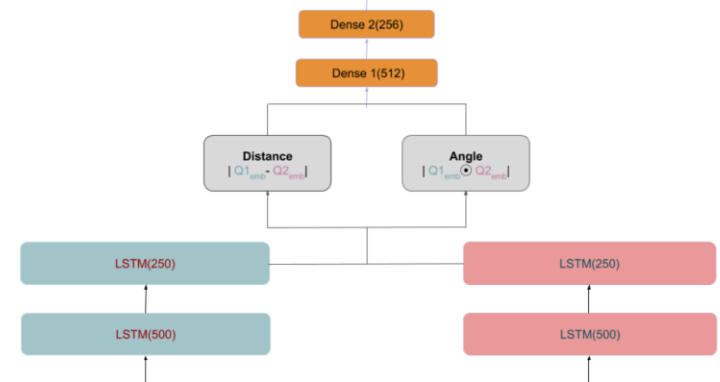 Dense 2(256)
Dense 1(512)
Distance
| Q1emb- Q2emb|
Angle
| Q1emb⊙ Q2emb|
LSTM(250)
LSTM(250)
LSTM(500)
LSTM(500)